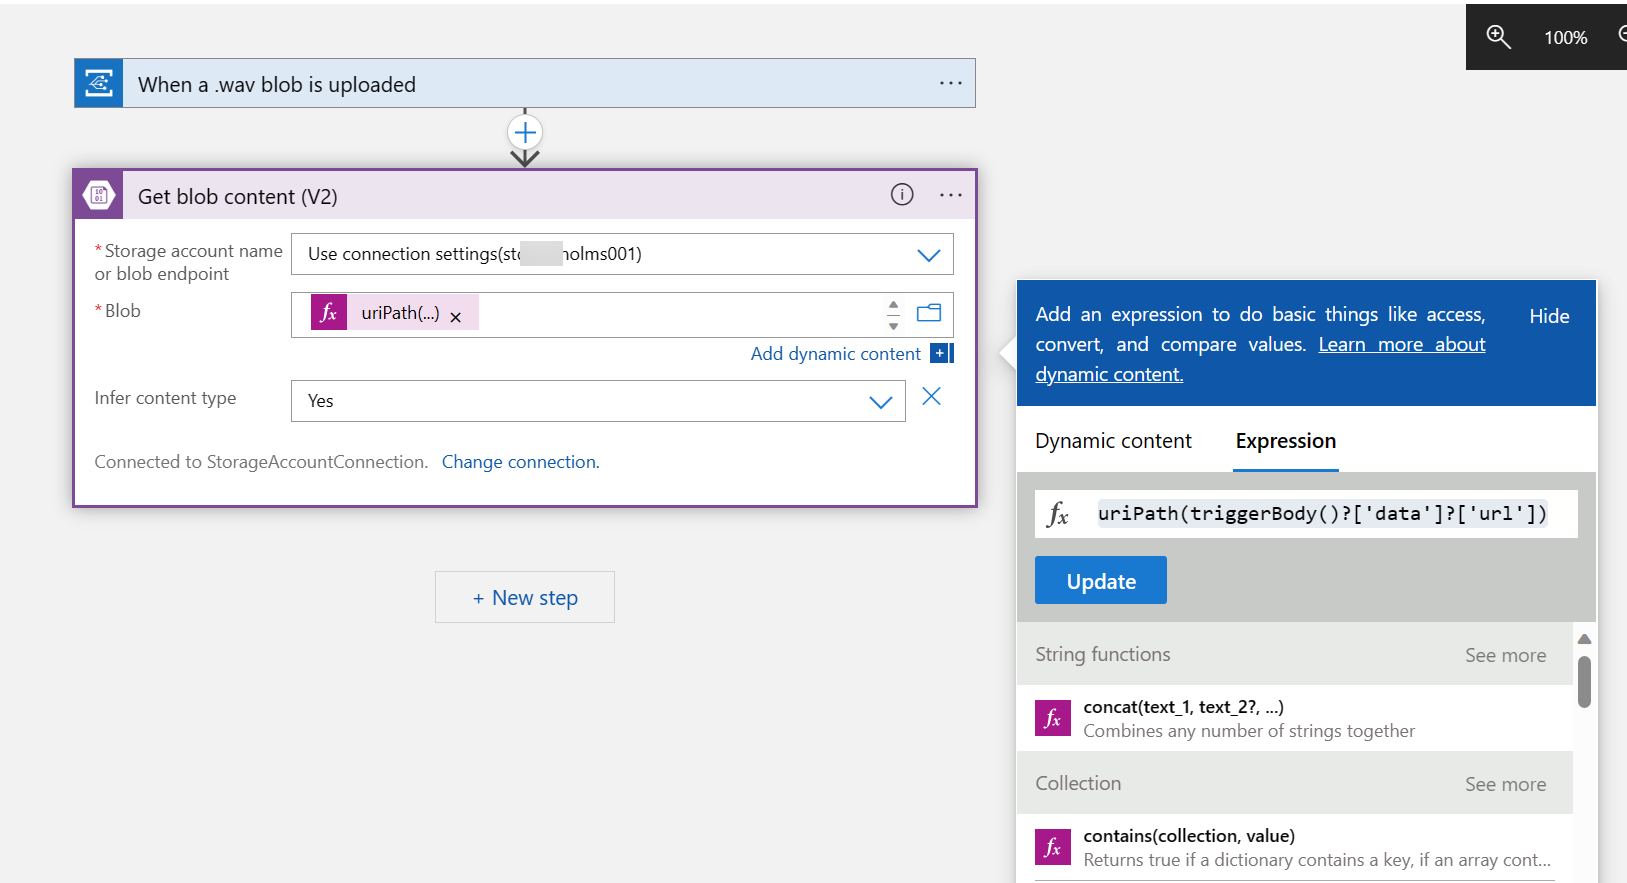 100%
When a .wav blob is uploaded
Get blob content (V2)
*Storage account name
or blob endpoint
Use connection settings(sto olms001)
*Blob
fx uriPath(...) ×
Add dynamic content
Infer content type
Yes
Connected to StorageAccountConnection. Change connection.
+ New step
Add an expression to do basic things like access,
convert, and compare values. Learn more about
dynamic content.
Hide
Dynamic content
Expression
fx uriPath(triggerBody()?['data']?['url'])
Update
String functions
See more
fx concat(text_1, text_2?, ...)
Combines any number of strings together
Collection
See more
fx contains(collection, value)
Returns true if a dictionary contains a key, if an array cont...